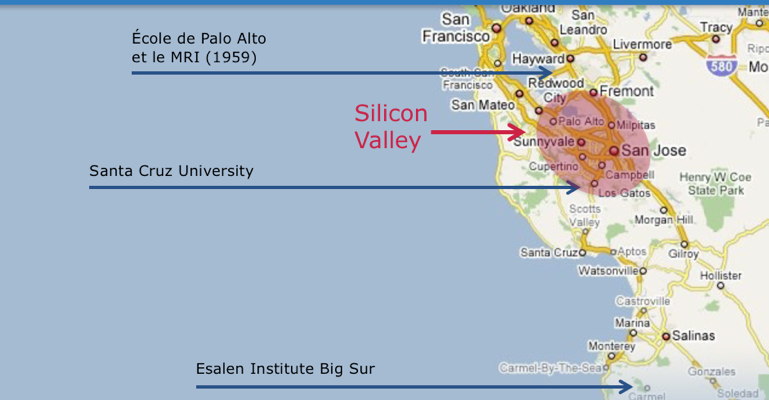 École de Palo Alto
et le MRI (1959)
Silicon
Valley
Santa Cruz University
Esalen Institute Big Sur
Oakland
San
Francisco
San
Leandro
Tracy
Livermore
Hayward
580
South San
Francisco
Redwood
City
Fremont
San Mateo
Palo Alto
Milpitas
Sunnyvale
San Jose
Cupertino
Campbell
Los Gatos
Henry W Coe
State Park
Scotts
Valley
Morgan Hill
Santa Cruz
Aptos
Gilroy
Watsonville
Hollister
Castroville
Marina
Salinas
Monterey
Carmel-By-The-Sea
Carmel
Gonzales
Soledad